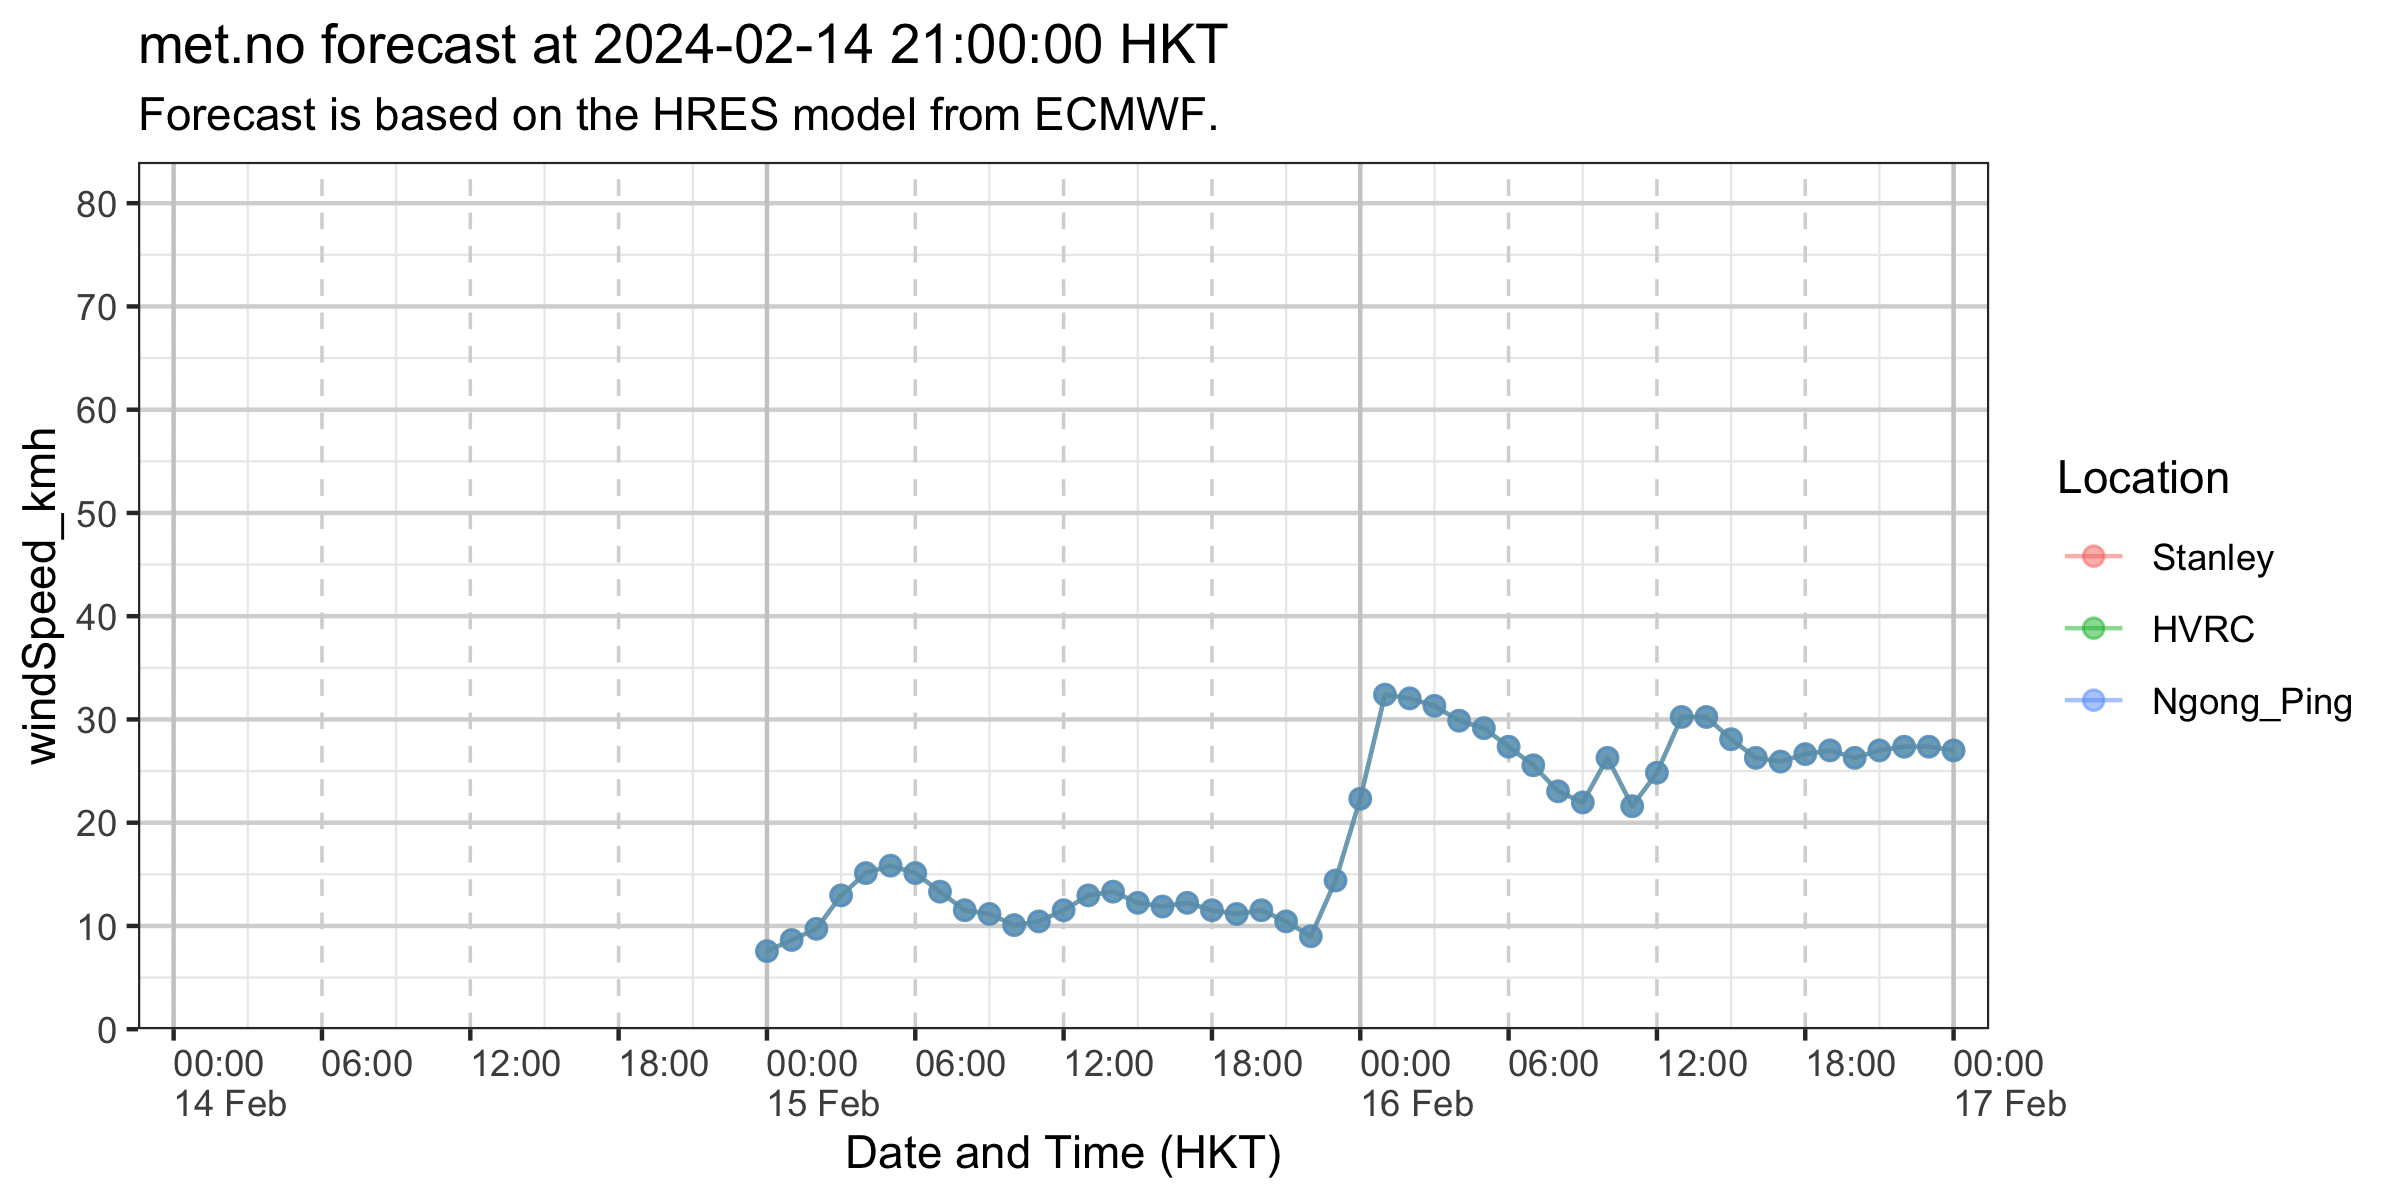 met.no forecast at 2024-02-14 21:00:00 HKT
Forecast is based on the HRES model from ECMWF.
windSpeed_kmh
80
70
60
50
40
30
20
10
0
00:00 06:00 12:00 18:00 00:00 06:00 12:00 18:00 00:00 06:00 12:00 18:00 00:00
14 Feb 15 Feb 16 Feb 17 Feb
Date and Time (HKT)
Location
Stanley
HVRC
Ngong_Ping